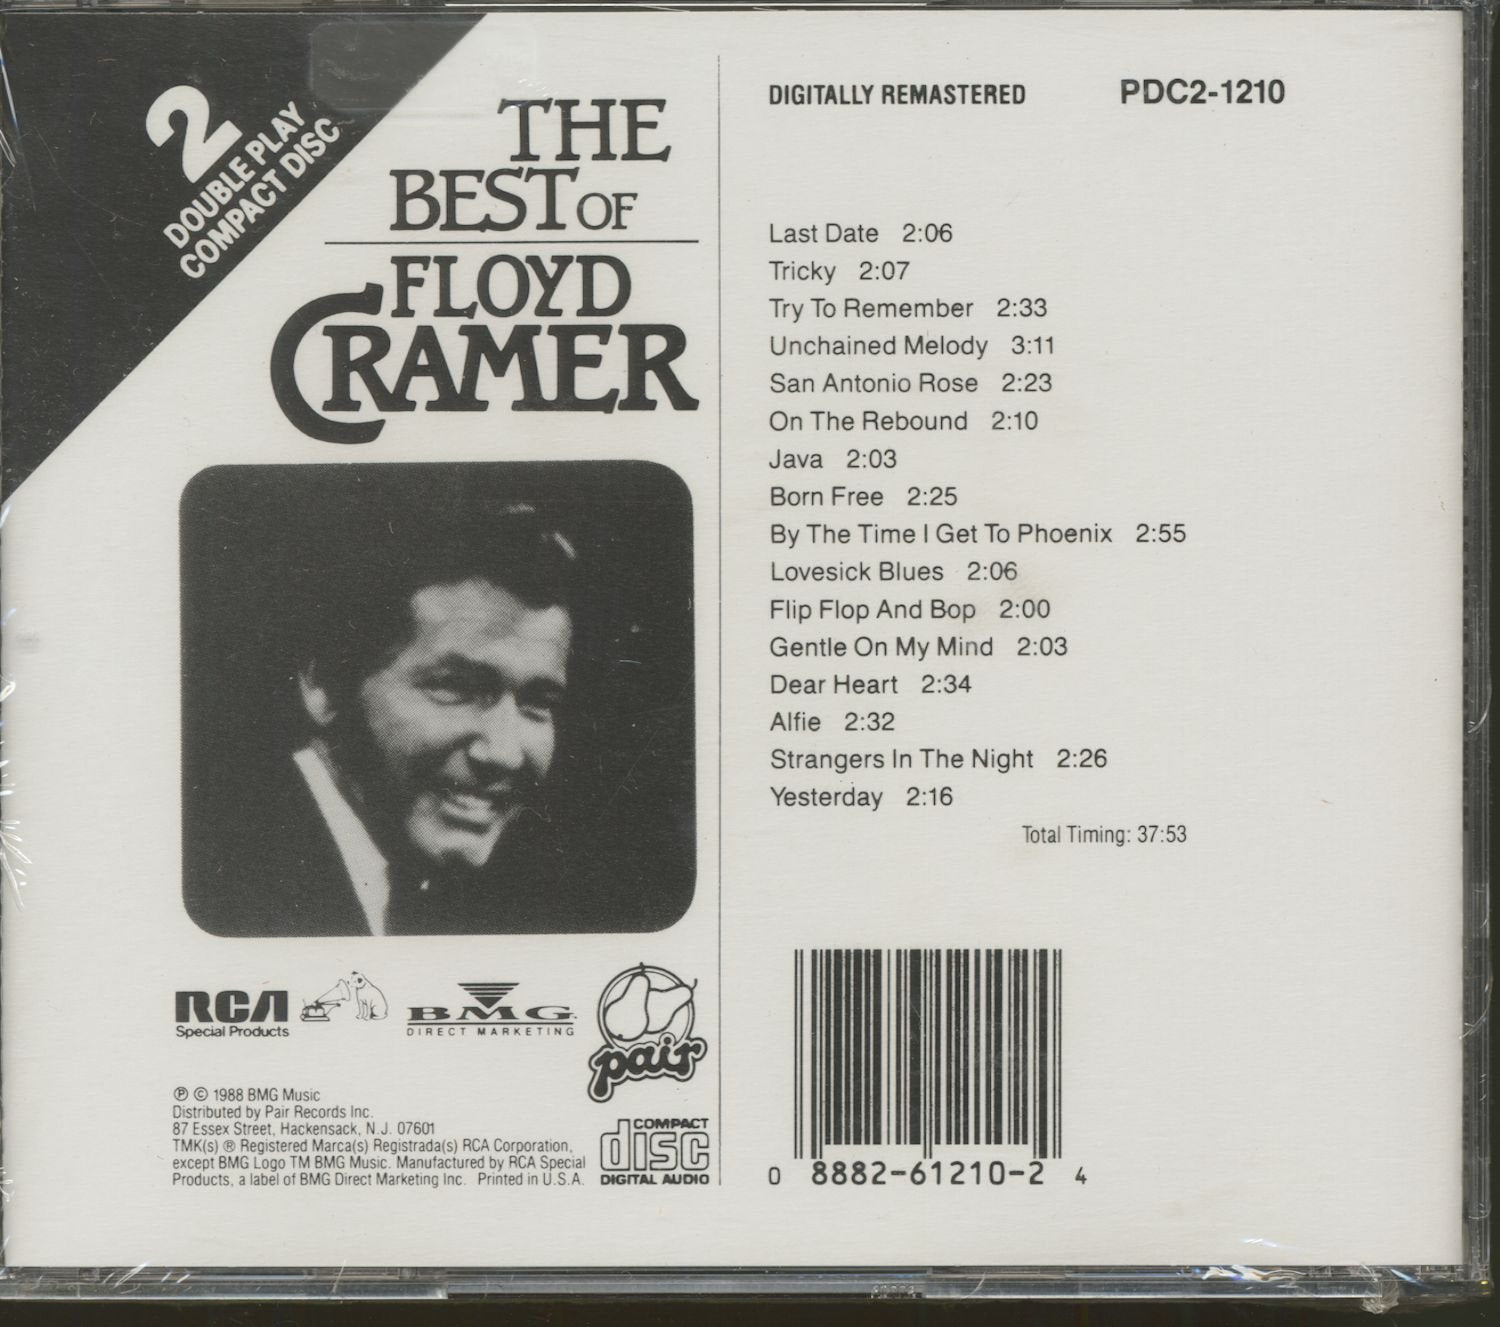 2
DOUBLE PLAY
COMPACT DISC
THE
BEST OF
FLOYD
CRAMER
RCA
Special Products
BMG
DIRECT MARKETING
pair
℗ © 1988 BMG Music
Distributed by Pair Records Inc.
87 Essex Street, Hackensack, N.J. 07601
TMK(s) ® Registered Marca(s) Registrada(s) RCA Corporation,
except BMG Logo TM BMG Music. Manufactured by RCA Special
Products, a label of BMG Direct Marketing Inc. Printed in U.S.A.
COMPACT
disc
DIGITAL AUDIO
DIGITALLY REMASTERED PDC2-1210
Last Date 2:06
Tricky 2:07
Try To Remember 2:33
Unchained Melody 3:11
San Antonio Rose 2:23
On The Rebound 2:10
Java 2:03
Born Free 2:25
By The Time I Get To Phoenix 2:55
Lovesick Blues 2:06
Flip Flop And Bop 2:00
Gentle On My Mind 2:03
Dear Heart 2:34
Alfie 2:32
Strangers In The Night 2:26
Yesterday 2:16
Total Timing: 37:53
0 8882-61210-2 4